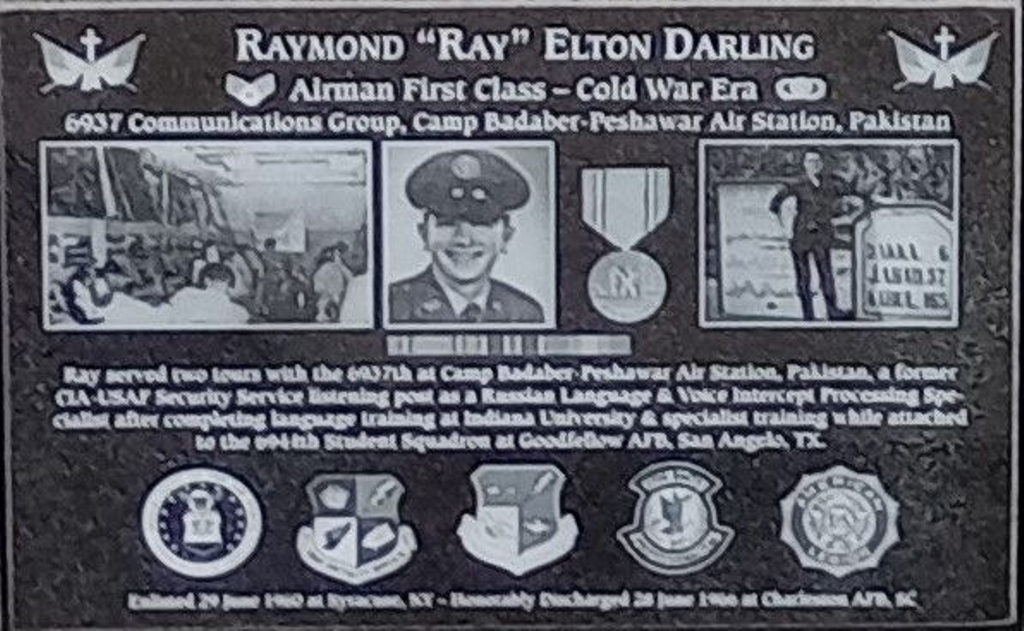 RAYMOND “RAY” ELTON DARLING
Airman First Class – Cold War Era
6937 Communications Group, Camp Badaber-Peshawar Air Station, Pakistan
Ray served two tours with the 6937th at Camp Badaber-Peshawar Air Station, Pakistan, a former
CIA-USAF Security Service listening post as a Russian Language & Voice Intercept Processing Spe-
cialist after completing language training at Indiana University & specialist training while attached
to the 6948th Student Squadron at Goodfellow AFB, San Angelo, TX.
AMERICAN
LEGION
Enlisted 29 June 1960 at Syracuse, NY – Honorably Discharged 28 June 1966 at Charleston AFB, SC